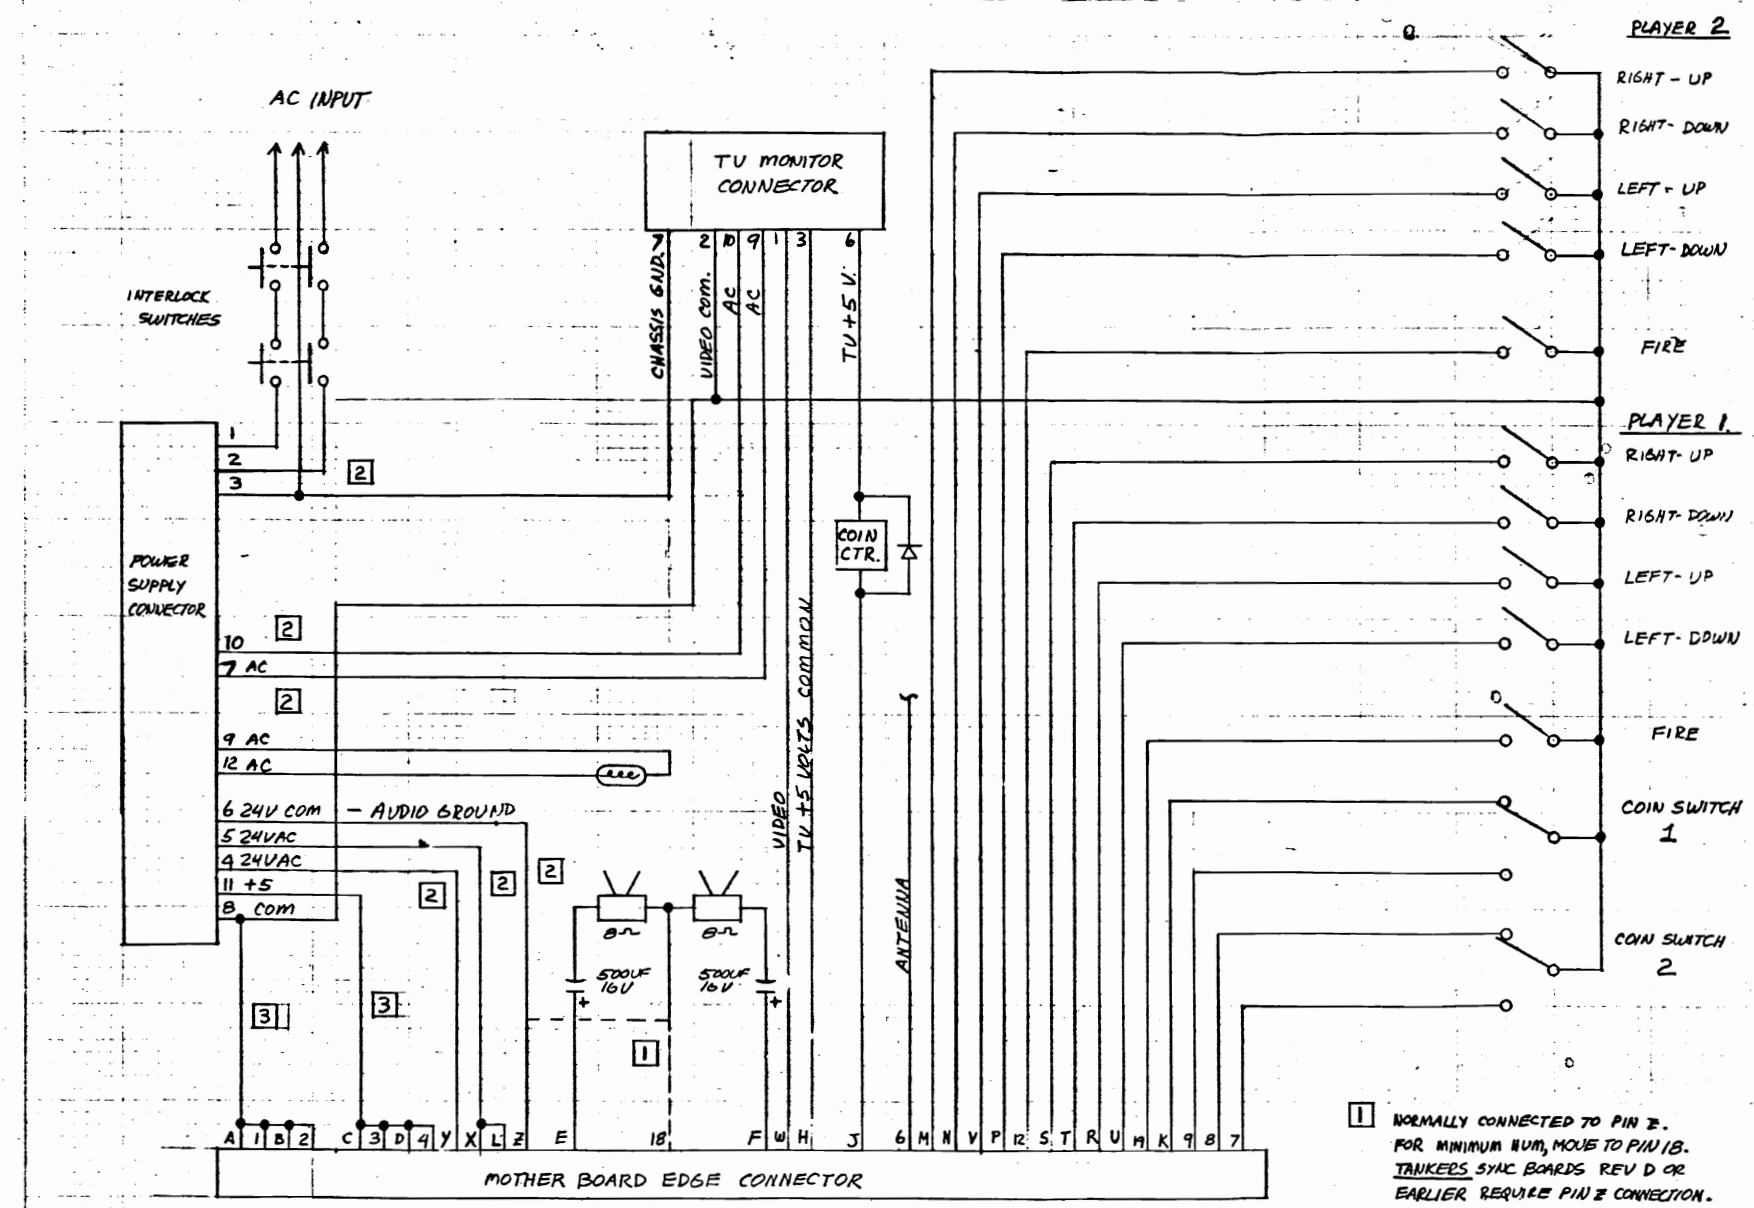 PLAYER 2
RIGHT - UP
RIGHT - DOWN
LEFT - UP
LEFT - DOWN
FIRE
PLAYER 1.
RIGHT - UP
RIGHT - DOWN
LEFT - UP
LEFT - DOWN
FIRE
COIN SWITCH
1
COIN SWITCH
2
AC INPUT
INTERLOCK
SWITCHES
TV MONITOR
CONNECTOR
7 2 10 9 1 3 6
CHASSIS GND.
VIDEO COM.
AC
AC
TV +5 V.
1
2
3
2
POWER
SUPPLY
CONNECTOR
COIN
CTR.
2
10
7 AC
2
9 AC
12 AC
6 24V COM - AUDIO GROUND
5 24VAC
4 24VAC
11 +5
8 COM
2
2
2
VIDEO
TV +5 VOLTS COMMON
ANTENNA
8Ω
8Ω
500UF
16V
+
500UF
16V
+
3
3
1
A 1 B 2 C 3 D 4 Y X L Z E 18 F W H J 6 M N V P 12 S T R U 14 K 9 8 7
MOTHER BOARD EDGE CONNECTOR
1 NORMALLY CONNECTED TO PIN Z.
FOR MINIMUM HUM, MOVE TO PIN 18.
TANKERS SYNC BOARDS REV D OR
EARLIER REQUIRE PIN Z CONNECTION.